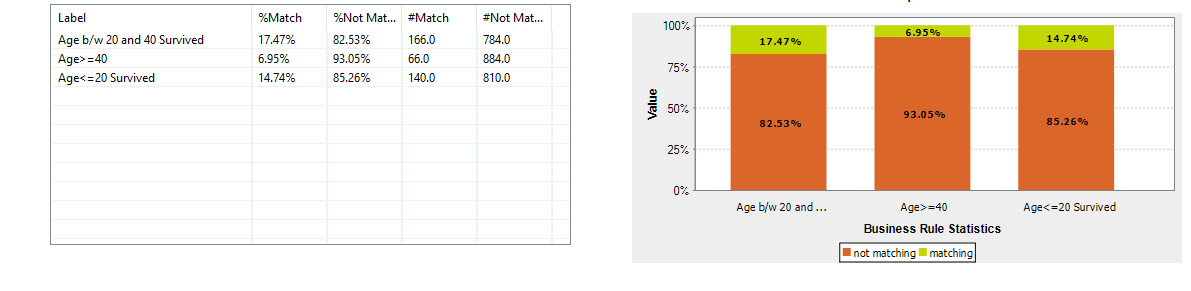 Label %Match %Not Mat... #Match #Not Mat...
Age b/w 20 and 40 Survived 17.47% 82.53% 166.0 784.0
Age>=40 6.95% 93.05% 66.0 884.0
Age<=20 Survived 14.74% 85.26% 140.0 810.0
100%
75%
50%
25%
0%
Value
17.47%
6.95%
14.74%
82.53%
93.05%
85.26%
Age b/w 20 and ...
Age>=40
Age<=20 Survived
Business Rule Statistics
not matching matching